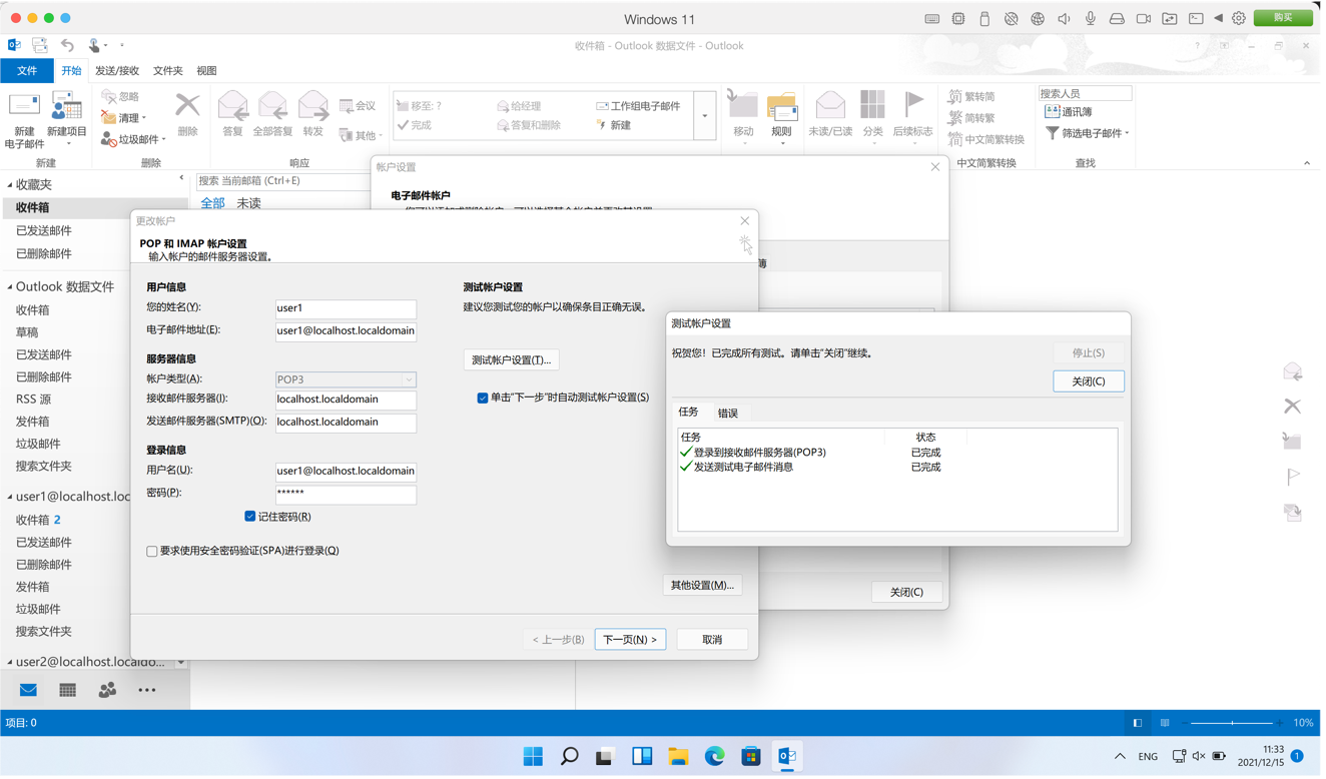 Windows 11
购买
收件箱 - Outlook 数据文件 - Outlook
文件 开始 发送/接收 文件夹 视图
新建
电子邮件
新建项目
新建
忽略
清理
垃圾邮件
删除
删除
答复 全部答复 转发
会议
其他
响应
移至: ?
完成
给经理
答复和删除
工作组电子邮件
新建
移动 规则 未读/已读 分类 后续标志
繁转简
简转繁
中文简繁转换
中文简繁转换
搜索人员
通讯簿
筛选电子邮件
查找
收藏夹
收件箱
已发送邮件
已删除邮件
Outlook 数据文件
收件箱
草稿
已发送邮件
已删除邮件
RSS 源
发件箱
垃圾邮件
搜索文件夹
user1@localhost.loc
收件箱 2
已发送邮件
已删除邮件
发件箱
垃圾邮件
搜索文件夹
user2@localhost.localdo...
搜索 当前邮箱 (Ctrl+E)
全部 未读
帐户设置
电子邮件帐户
簿
关闭(C)
更改帐户
POP 和 IMAP 帐户设置
输入帐户的邮件服务器设置。
用户信息
您的姓名(Y): user1
电子邮件地址(E): user1@localhost.localdomain
服务器信息
帐户类型(A): POP3
接收邮件服务器(I): localhost.localdomain
发送邮件服务器(SMTP)(O): localhost.localdomain
登录信息
用户名(U): user1@localhost.localdomain
密码(P): ******
记住密码(R)
要求使用安全密码验证(SPA)进行登录(Q)
测试帐户设置
建议您测试您的帐户以确保条目正确无误。
测试帐户设置(T)...
单击“下一步”时自动测试帐户设置(S)
其他设置(M)...
< 上一步(B) 下一页(N) > 取消
测试帐户设置
祝贺您！已完成所有测试。请单击“关闭”继续。
停止(S)
关闭(C)
任务 错误
任务 状态
登录到接收邮件服务器(POP3) 已完成
发送测试电子邮件消息 已完成
项目: 0
10%
ENG
11:33
2021/12/15
1